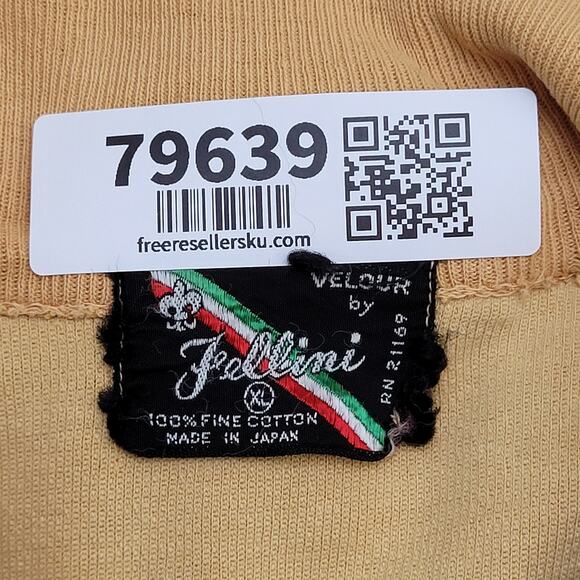 79639
freeresellersku.com
VELOUR
by
Fellini
XL
RN 21169
100% FINE COTTON
MADE IN JAPAN